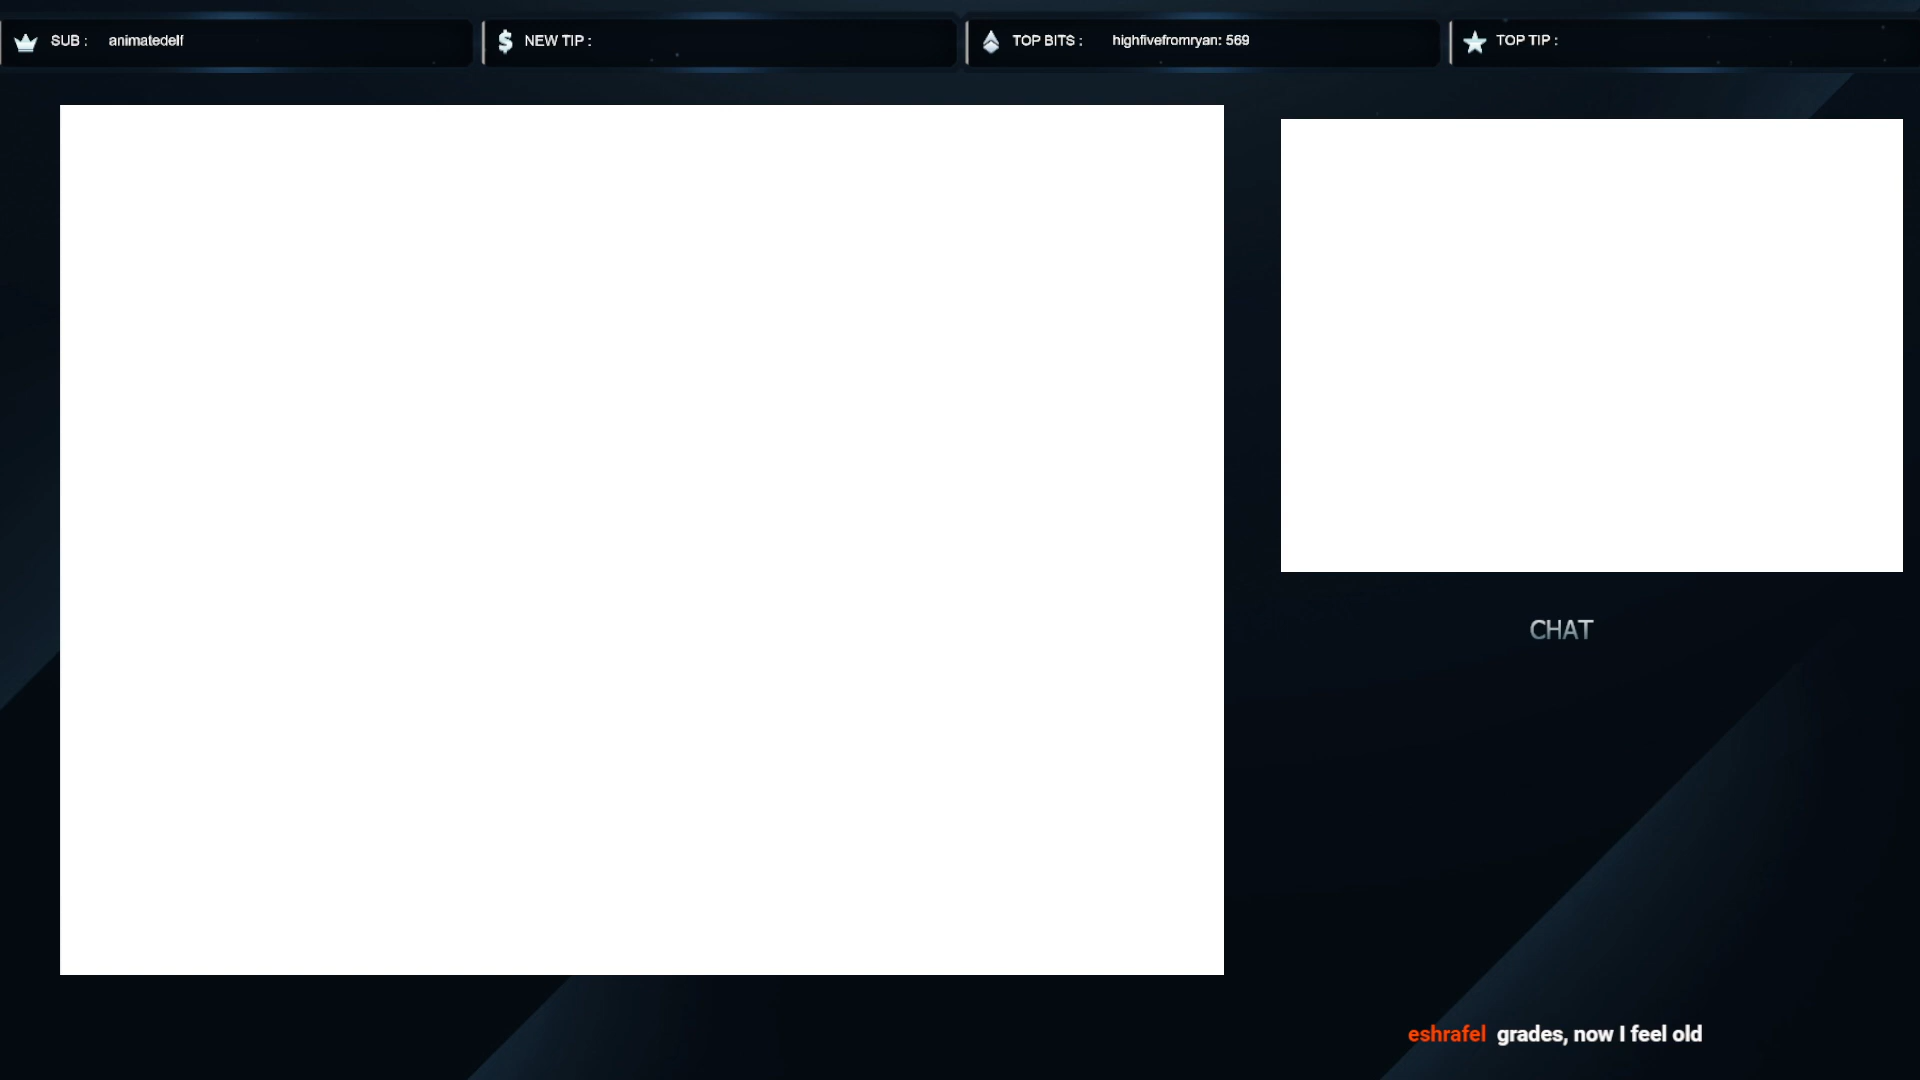 SUB : animatedelf
NEW TIP :
TOP BITS : highfivefromryan: 569
TOP TIP :
CHAT
eshrafel grades, now I feel old